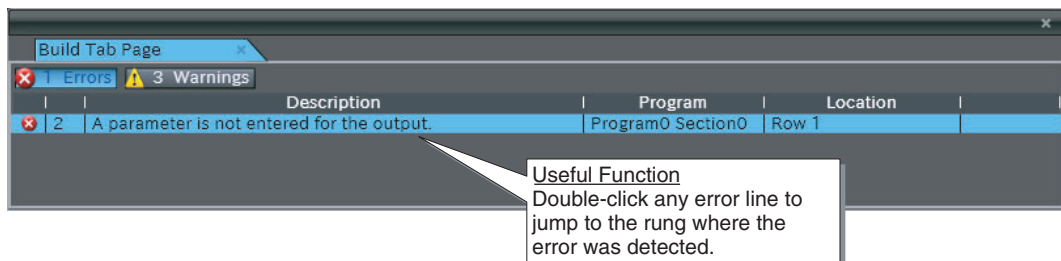 Build Tab Page
1 Errors 3 Warnings
Description Program Location
2 A parameter is not entered for the output. Program0 Section0 Row 1
Useful Function
Double-click any error line to
jump to the rung where the
error was detected.